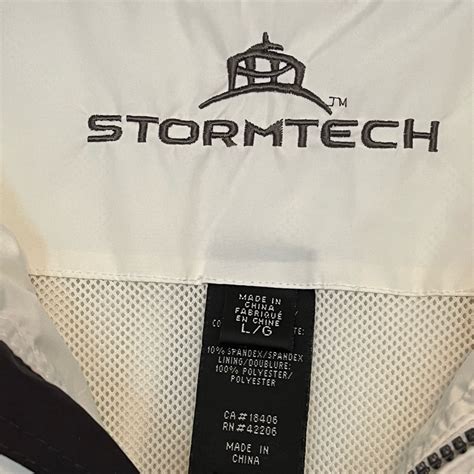 TM
STORMTECH
MADE IN
CHINA
FABRIQUÉ
EN CHINE
L/G
TE:
10% SPANDEX/SPANDEX
LINING/DOUBLURE:
100% POLYESTER/
POLYESTER
CA# 18406
RN# 42206
MADE IN
CHINA